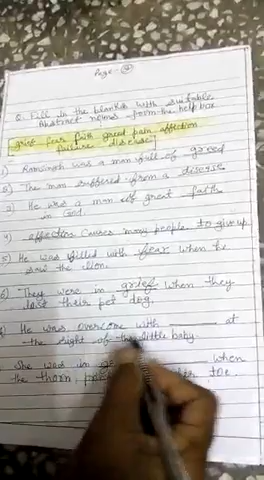 Page -
Q. Fill in the blanks with suitable
Abstract nouns from the help box
grief fear faith greed pain affection
failure disease
1) Ramsingh was a man full of greed
The man suffered from a disease
He was a man of great faith
in God.
4) affection causes many people to give up
5) He was filled with fear when he
saw the lion.
6) They were in grief when they
lost their pet dog.
He was overcome with ______ at
the sight of the little baby.
She was in ______ when
the thorn toe.